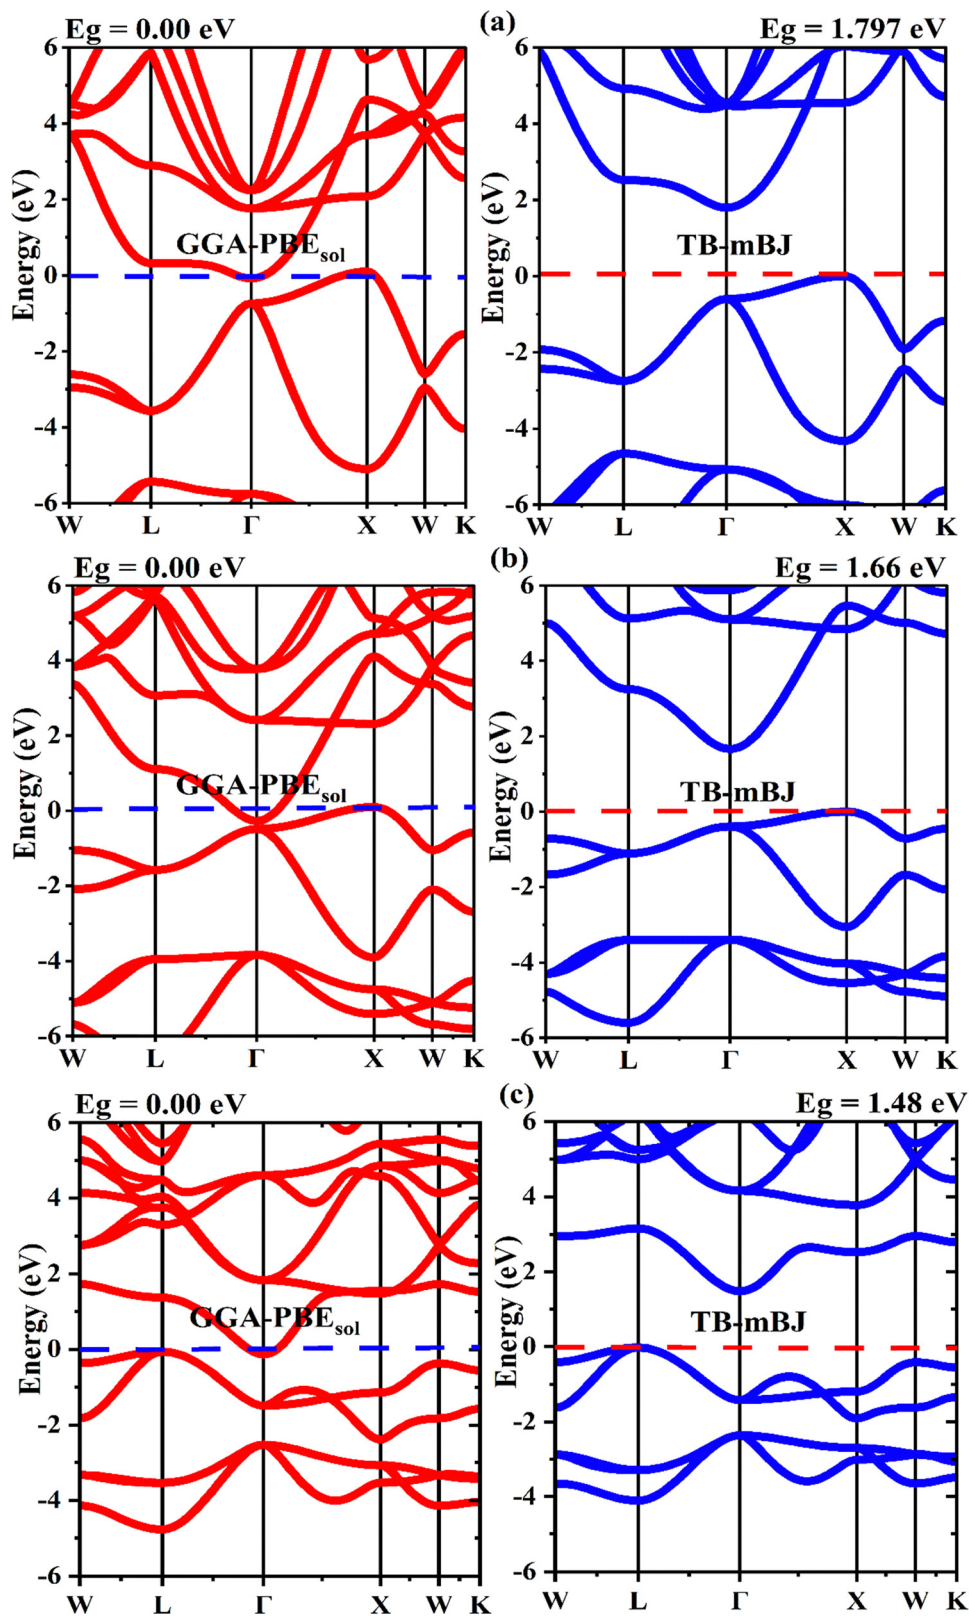 Eg = 0.00 eV (a) Eg = 1.797 eV
6 6
4 4
2 2
GGA-PBEsol TB-mBJ
0 0
-2 -2
-4 -4
-6 -6
Energy (eV) Energy (eV)
W L Γ X W K W L Γ X W K
Eg = 0.00 eV (b) Eg = 1.66 eV
6 6
4 4
2 2
GGA-PBEsol TB-mBJ
0 0
-2 -2
-4 -4
-6 -6
Energy (eV) Energy (eV)
W L Γ X W K W L Γ X W K
Eg = 0.00 eV (c) Eg = 1.48 eV
6 6
4 4
2 2
GGA-PBEsol TB-mBJ
0 0
-2 -2
-4 -4
-6 -6
Energy (eV) Energy (eV)
W L Γ X W K W L Γ X W K